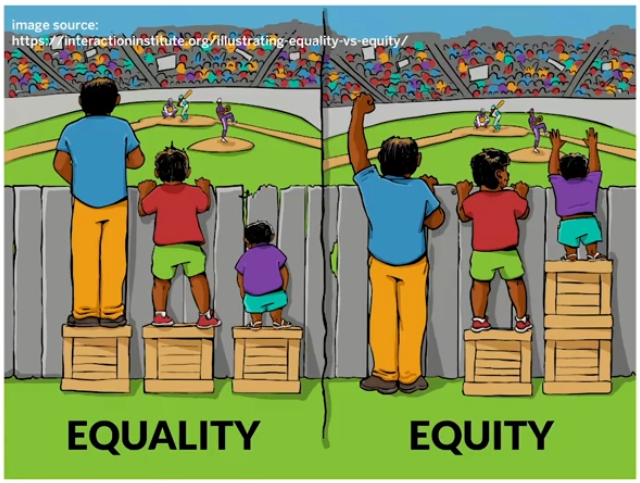 image source:
https://interactioninstitute.org/illustrating-equality-vs-equity/
EQUALITY
EQUITY